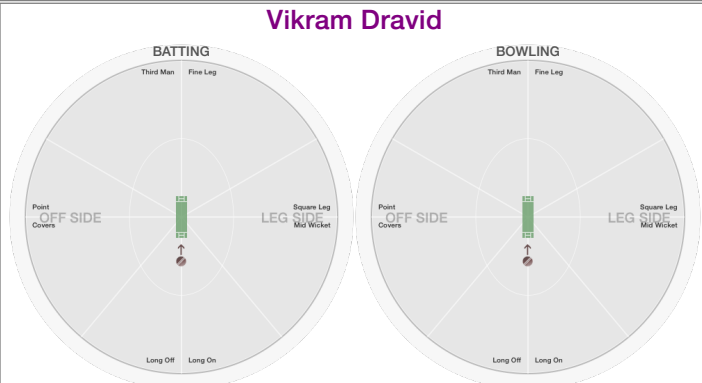 Vikram Dravid
BATTING
Third Man Fine Leg
Point
OFF SIDE
Covers
Square Leg
LEG SIDE
Mid Wicket
Long Off Long On
BOWLING
Third Man Fine Leg
Point
OFF SIDE
Covers
Square Leg
LEG SIDE
Mid Wicket
Long Off Long On